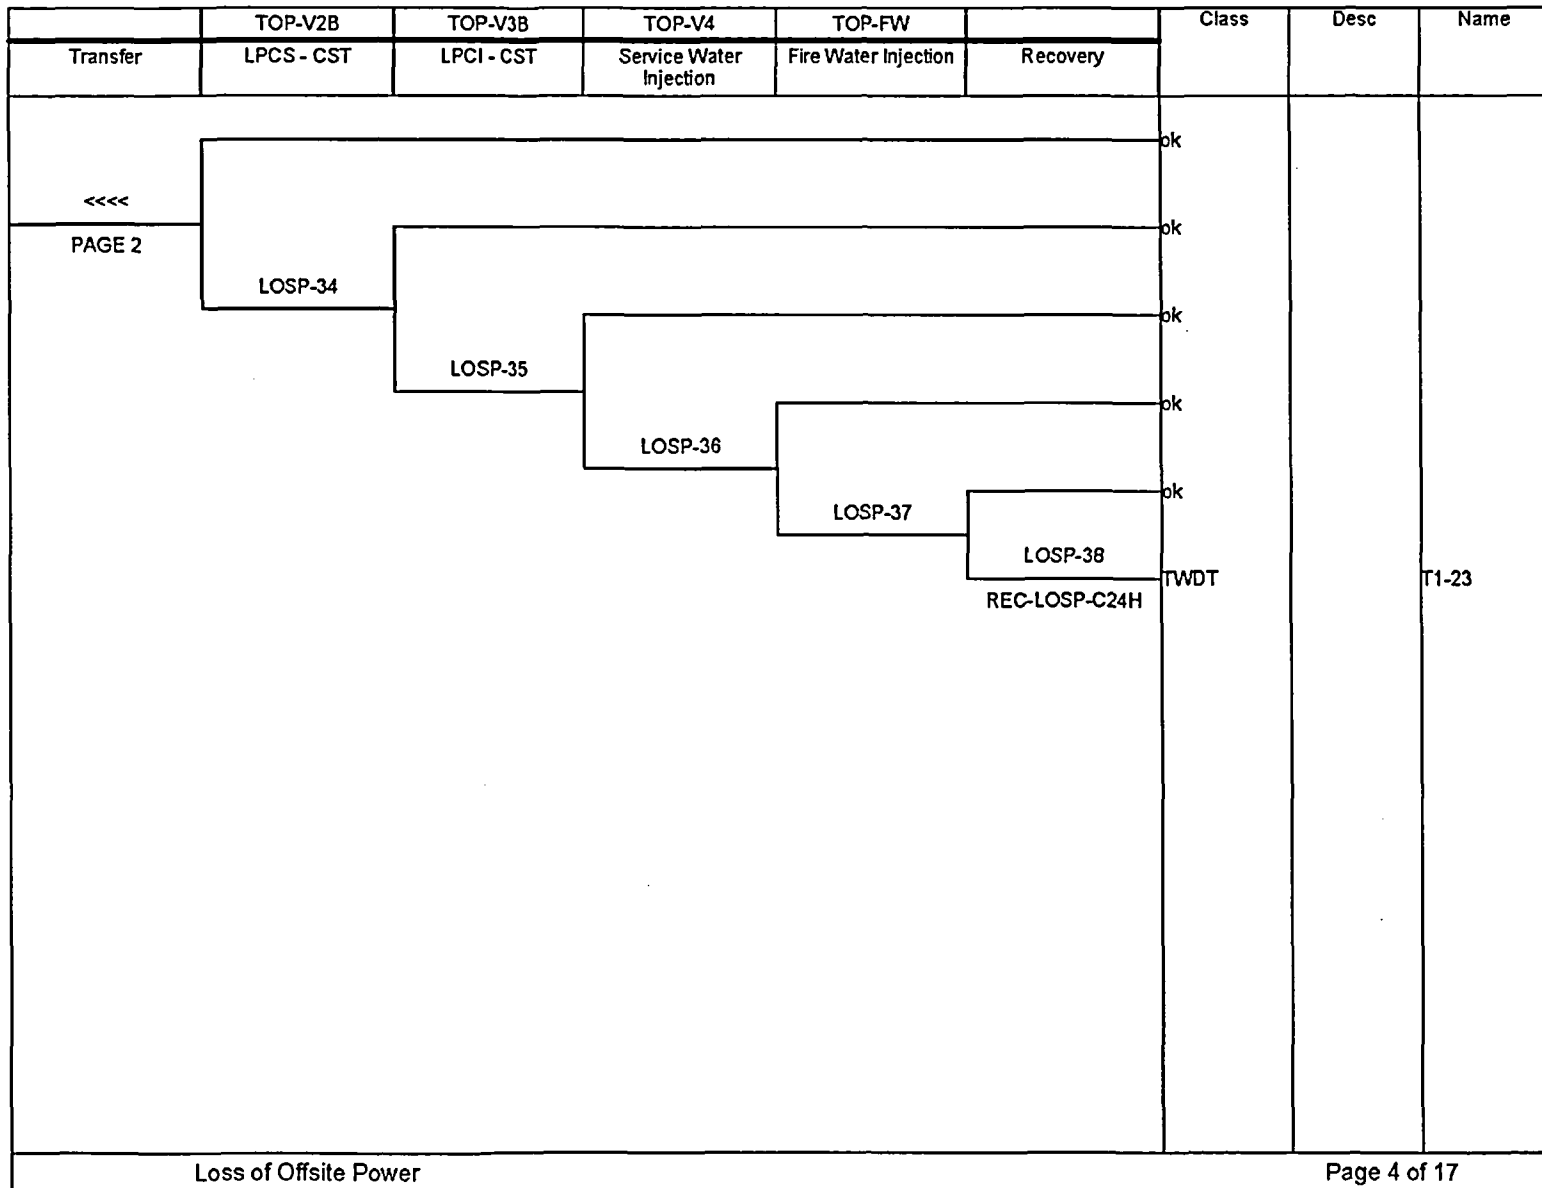 TOP-V2B TOP-V3B TOP-V4 TOP-FW Class Desc Name
Transfer LPCS - CST LPCI - CST Service Water Injection Fire Water Injection Recovery
ok
<<<<
PAGE 2
ok
LOSP-34
ok
LOSP-35
ok
LOSP-36
ok
LOSP-37
LOSP-38
TWDT T1-23
REC-LOSP-C24H
Loss of Offsite Power Page 4 of 17